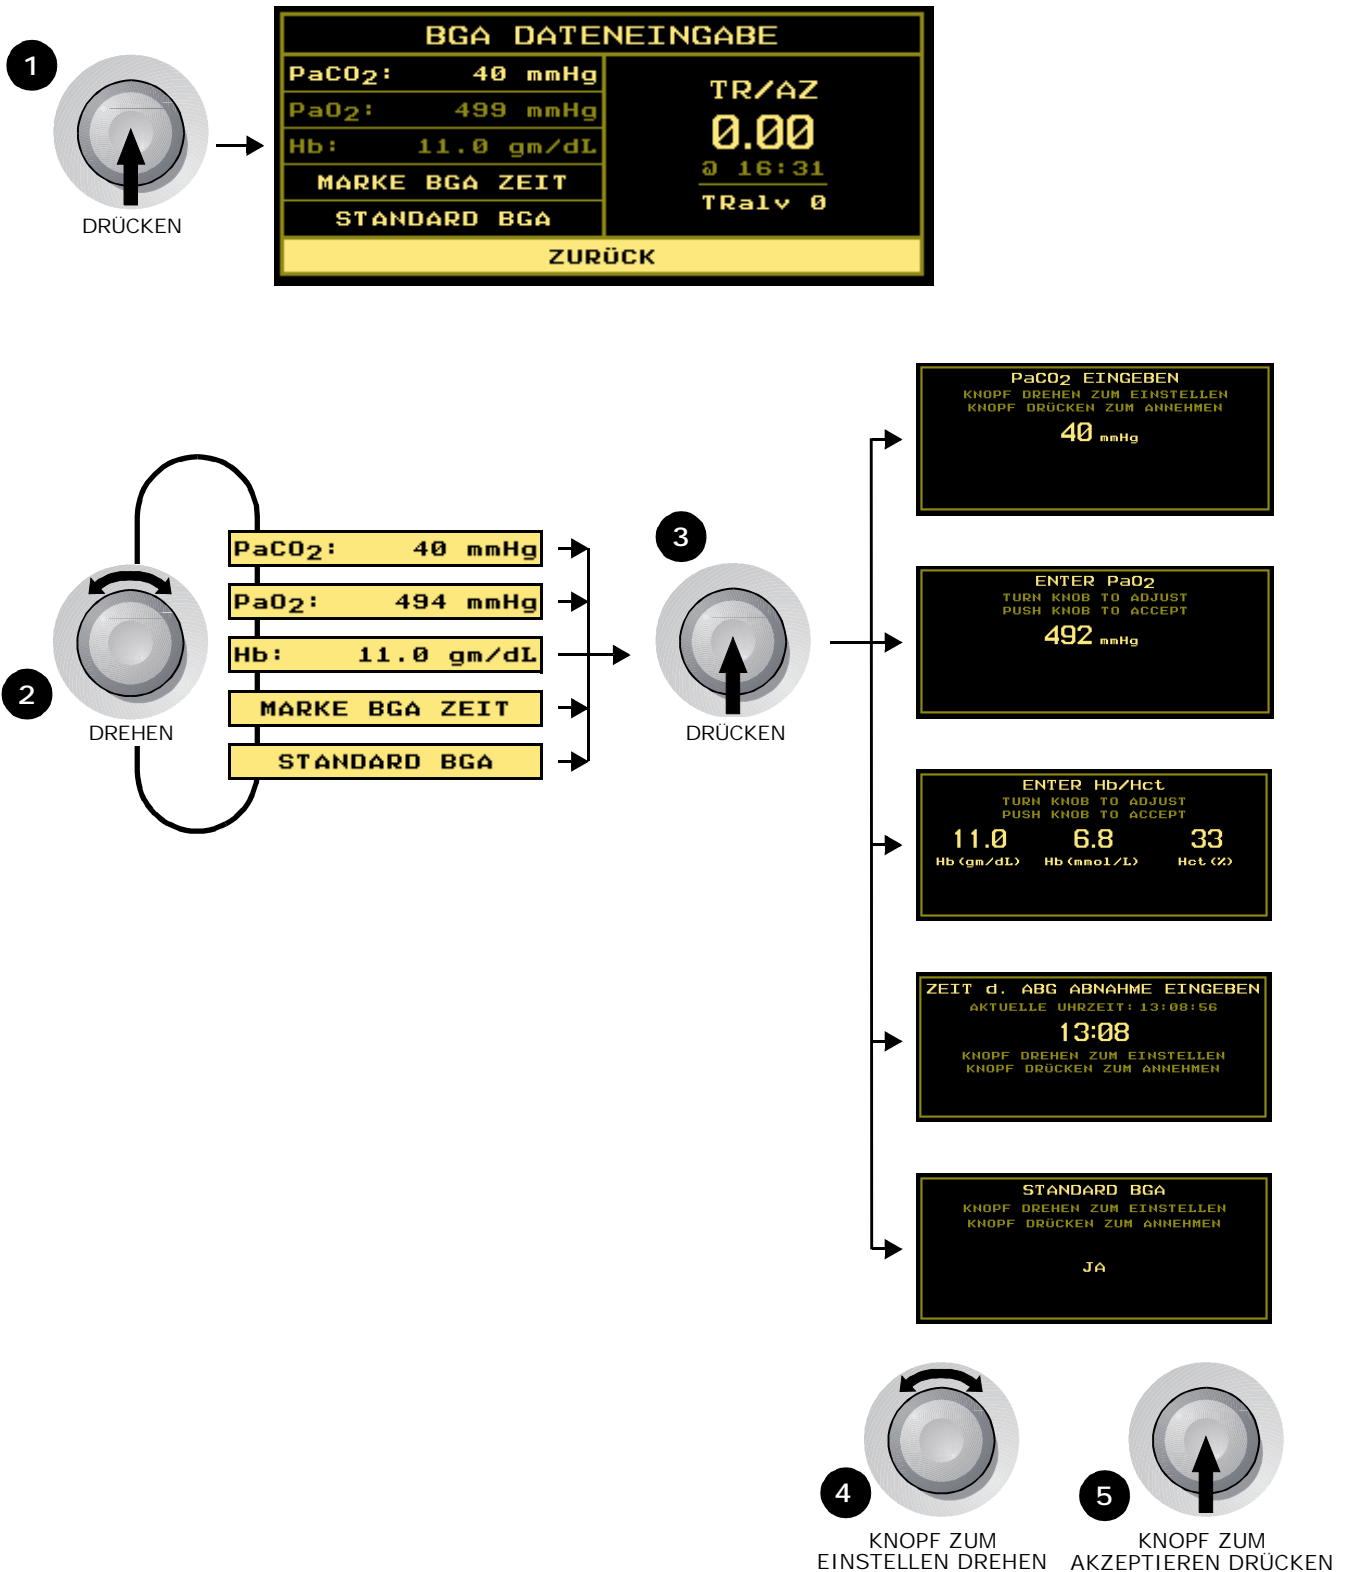 1
DRÜCKEN
BGA DATENEINGABE
PaCO2: 40 mmHg
PaO2: 499 mmHg
Hb: 11.0 gm/dL
MARKE BGA ZEIT
STANDARD BGA
TR/AZ
0.00
@ 16:31
TRalv 0
ZURÜCK
2
DREHEN
PaCO2: 40 mmHg
PaO2: 494 mmHg
Hb: 11.0 gm/dL
MARKE BGA ZEIT
STANDARD BGA
3
DRÜCKEN
PaCO2 EINGEBEN
KNOPF DREHEN ZUM EINSTELLEN
KNOPF DRÜCKEN ZUM ANNEHMEN
40 mmHg
ENTER PaO2
TURN KNOB TO ADJUST
PUSH KNOB TO ACCEPT
492 mmHg
ENTER Hb/Hct
TURN KNOB TO ADJUST
PUSH KNOB TO ACCEPT
11.0 6.8 33
Hb(gm/dL) Hb(mmol/L) Hct(%)
ZEIT d. ABG ABNAHME EINGEBEN
AKTUELLE UHRZEIT: 13:08:56
13:08
KNOPF DREHEN ZUM EINSTELLEN
KNOPF DRÜCKEN ZUM ANNEHMEN
STANDARD BGA
KNOPF DREHEN ZUM EINSTELLEN
KNOPF DRÜCKEN ZUM ANNEHMEN
JA
4
KNOPF ZUM
EINSTELLEN DREHEN
5
KNOPF ZUM
AKZEPTIEREN DRÜCKEN